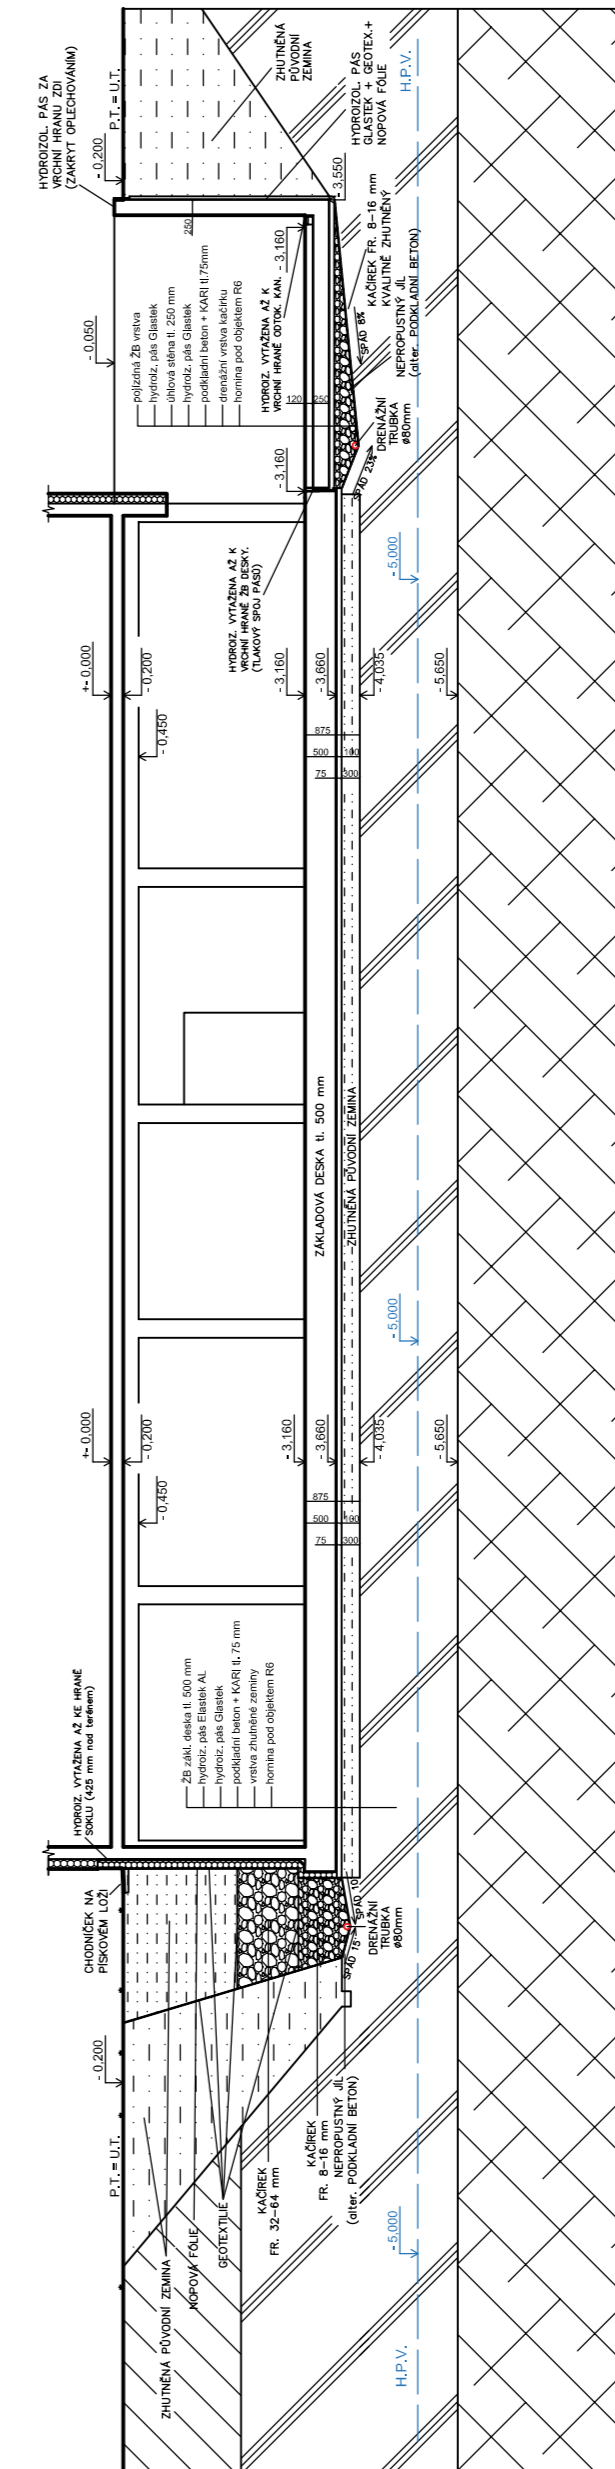 HYDROIZOL. PÁS ZA
VRCHNÍ HRANU ZDI
(ZAKRYT OPLECHOVÁNÍM)
P.T. = U.T.
- 0,200
ZHUTNĚNÁ
PŮVODNÍ
ZEMINA
HYDROIZOL. PÁS
GLASTEK + GEOTEX.+
NOPOVÁ FÓLIE
H.P.V.
- 3,550
250
- 3,160
KAČÍREK FR. 8-16 mm
KVALITNĚ ZHUTNĚNÝ
NEPROPUSTNÝ JÍL
(alter. PODKLADNÍ BETON)
- 0,050
pojízdná ŽB vrstva
hydroiz. pás Glastek
úhlová stěna tl. 250 mm
hydroiz. pás Glastek
podkladní beton + KARI tl.75mm
drenážní vrstva kačírku
hornina pod objektem R6
HYDROIZ. VYTAŽENA AŽ K
VRCHNÍ HRANĚ ODTOK. KAN.
120
250
SPÁD 8%
DRENÁŽNÍ
TRUBKA
ø80mm
SPÁD 23%
- 3,160
- 5,000
HYDROIZ. VYTAŽENA AŽ K
VRCHNÍ HRANĚ ŽB DESKY.
(TLAKOVÝ SPOJ PÁSŮ)
+- 0,000
- 0,200
- 0,450
- 3,160
- 3,660
- 4,035
- 5,650
875
500
100
75
300
ZÁKLADOVÁ DESKA tl. 500 mm
ZHUTNĚNÁ PŮVODNÍ ZEMINA
- 5,000
+- 0,000
- 0,200
- 0,450
- 3,160
- 3,660
- 4,035
- 5,650
875
500
100
75
300
ŽB zákl. deska tl. 500 mm
hydroiz. pás Elastek AL
hydroiz. pás Glastek
podkladní beton + KARI tl. 75 mm
vrstva zhutněné zeminy
hornina pod objektem R6
HYDROIZ. VYTAŽENA AŽ KE HRANĚ
SOKLU (425 mm nad terénem)
CHODNÍČEK NA
PÍSKOVÉM LOŽI
SPÁD 10
SPÁD 15
DRENÁŽNÍ
TRUBKA
ø80mm
- 0,200
P.T. = U.T.
ZHUTNĚNÁ PŮVODNÍ ZEMINA
NOPOVÁ FÓLIE
GEOTEXTILIE
KAČÍREK
FR. 32-64 mm
KAČÍREK
FR. 8-16 mm
NEPROPUSTNÝ JÍL
(alter. PODKLADNÍ BETON)
- 5,000
H.P.V.